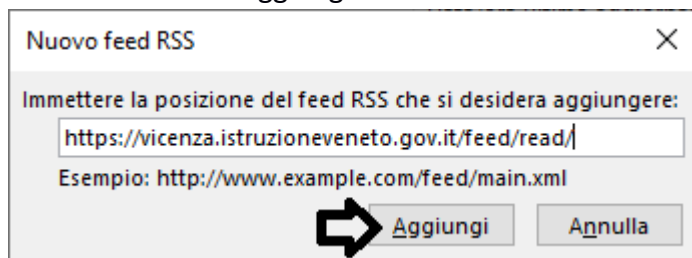 Nuovo feed RSS
Immettere la posizione del feed RSS che si desidera aggiungere:
https://vicenza.istruzioneveneto.gov.it/feed/read/
Esempio: http://www.example.com/feed/main.xml
Aggiungi Annulla